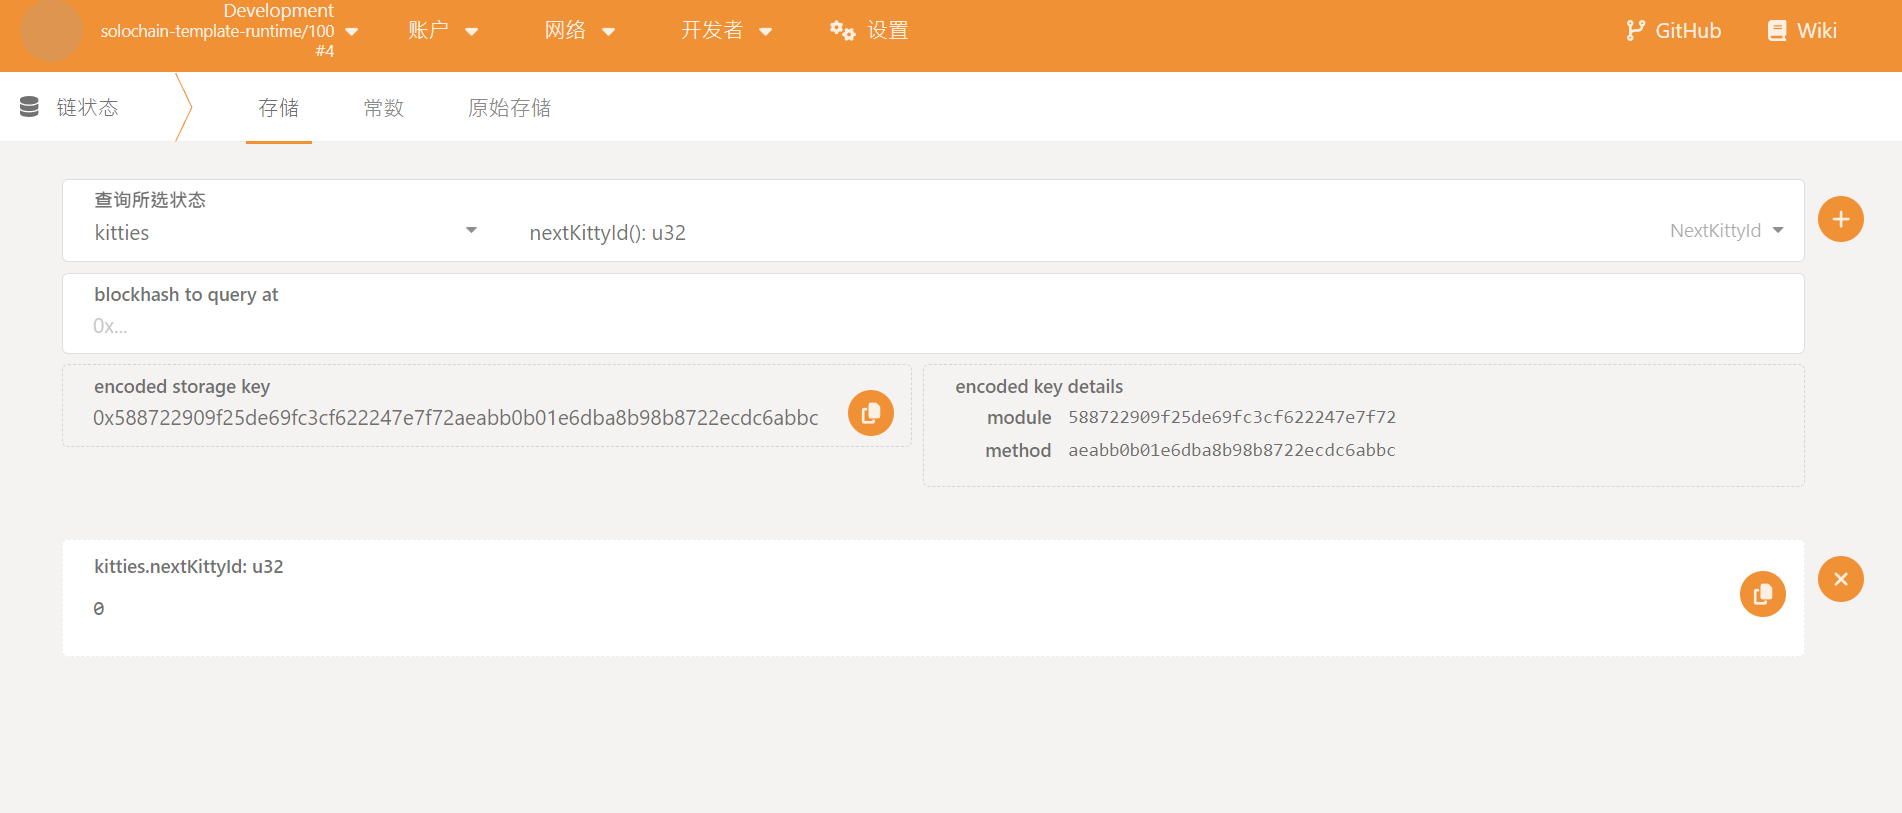 Development
solochain-template-runtime/100
#4
账户
网络
开发者
设置
GitHub
Wiki
链状态
存储
常数
原始存储
查询所选状态
kitties
nextKittyId(): u32
NextKittyId
blockhash to query at
0x...
encoded storage key
0x588722909f25de69fc3cf622247e7f72aeabb0b01e6dba8b98b8722ecdc6abbc
encoded key details
module 588722909f25de69fc3cf622247e7f72
method aeabb0b01e6dba8b98b8722ecdc6abbc
kitties.nextKittyId: u32
0